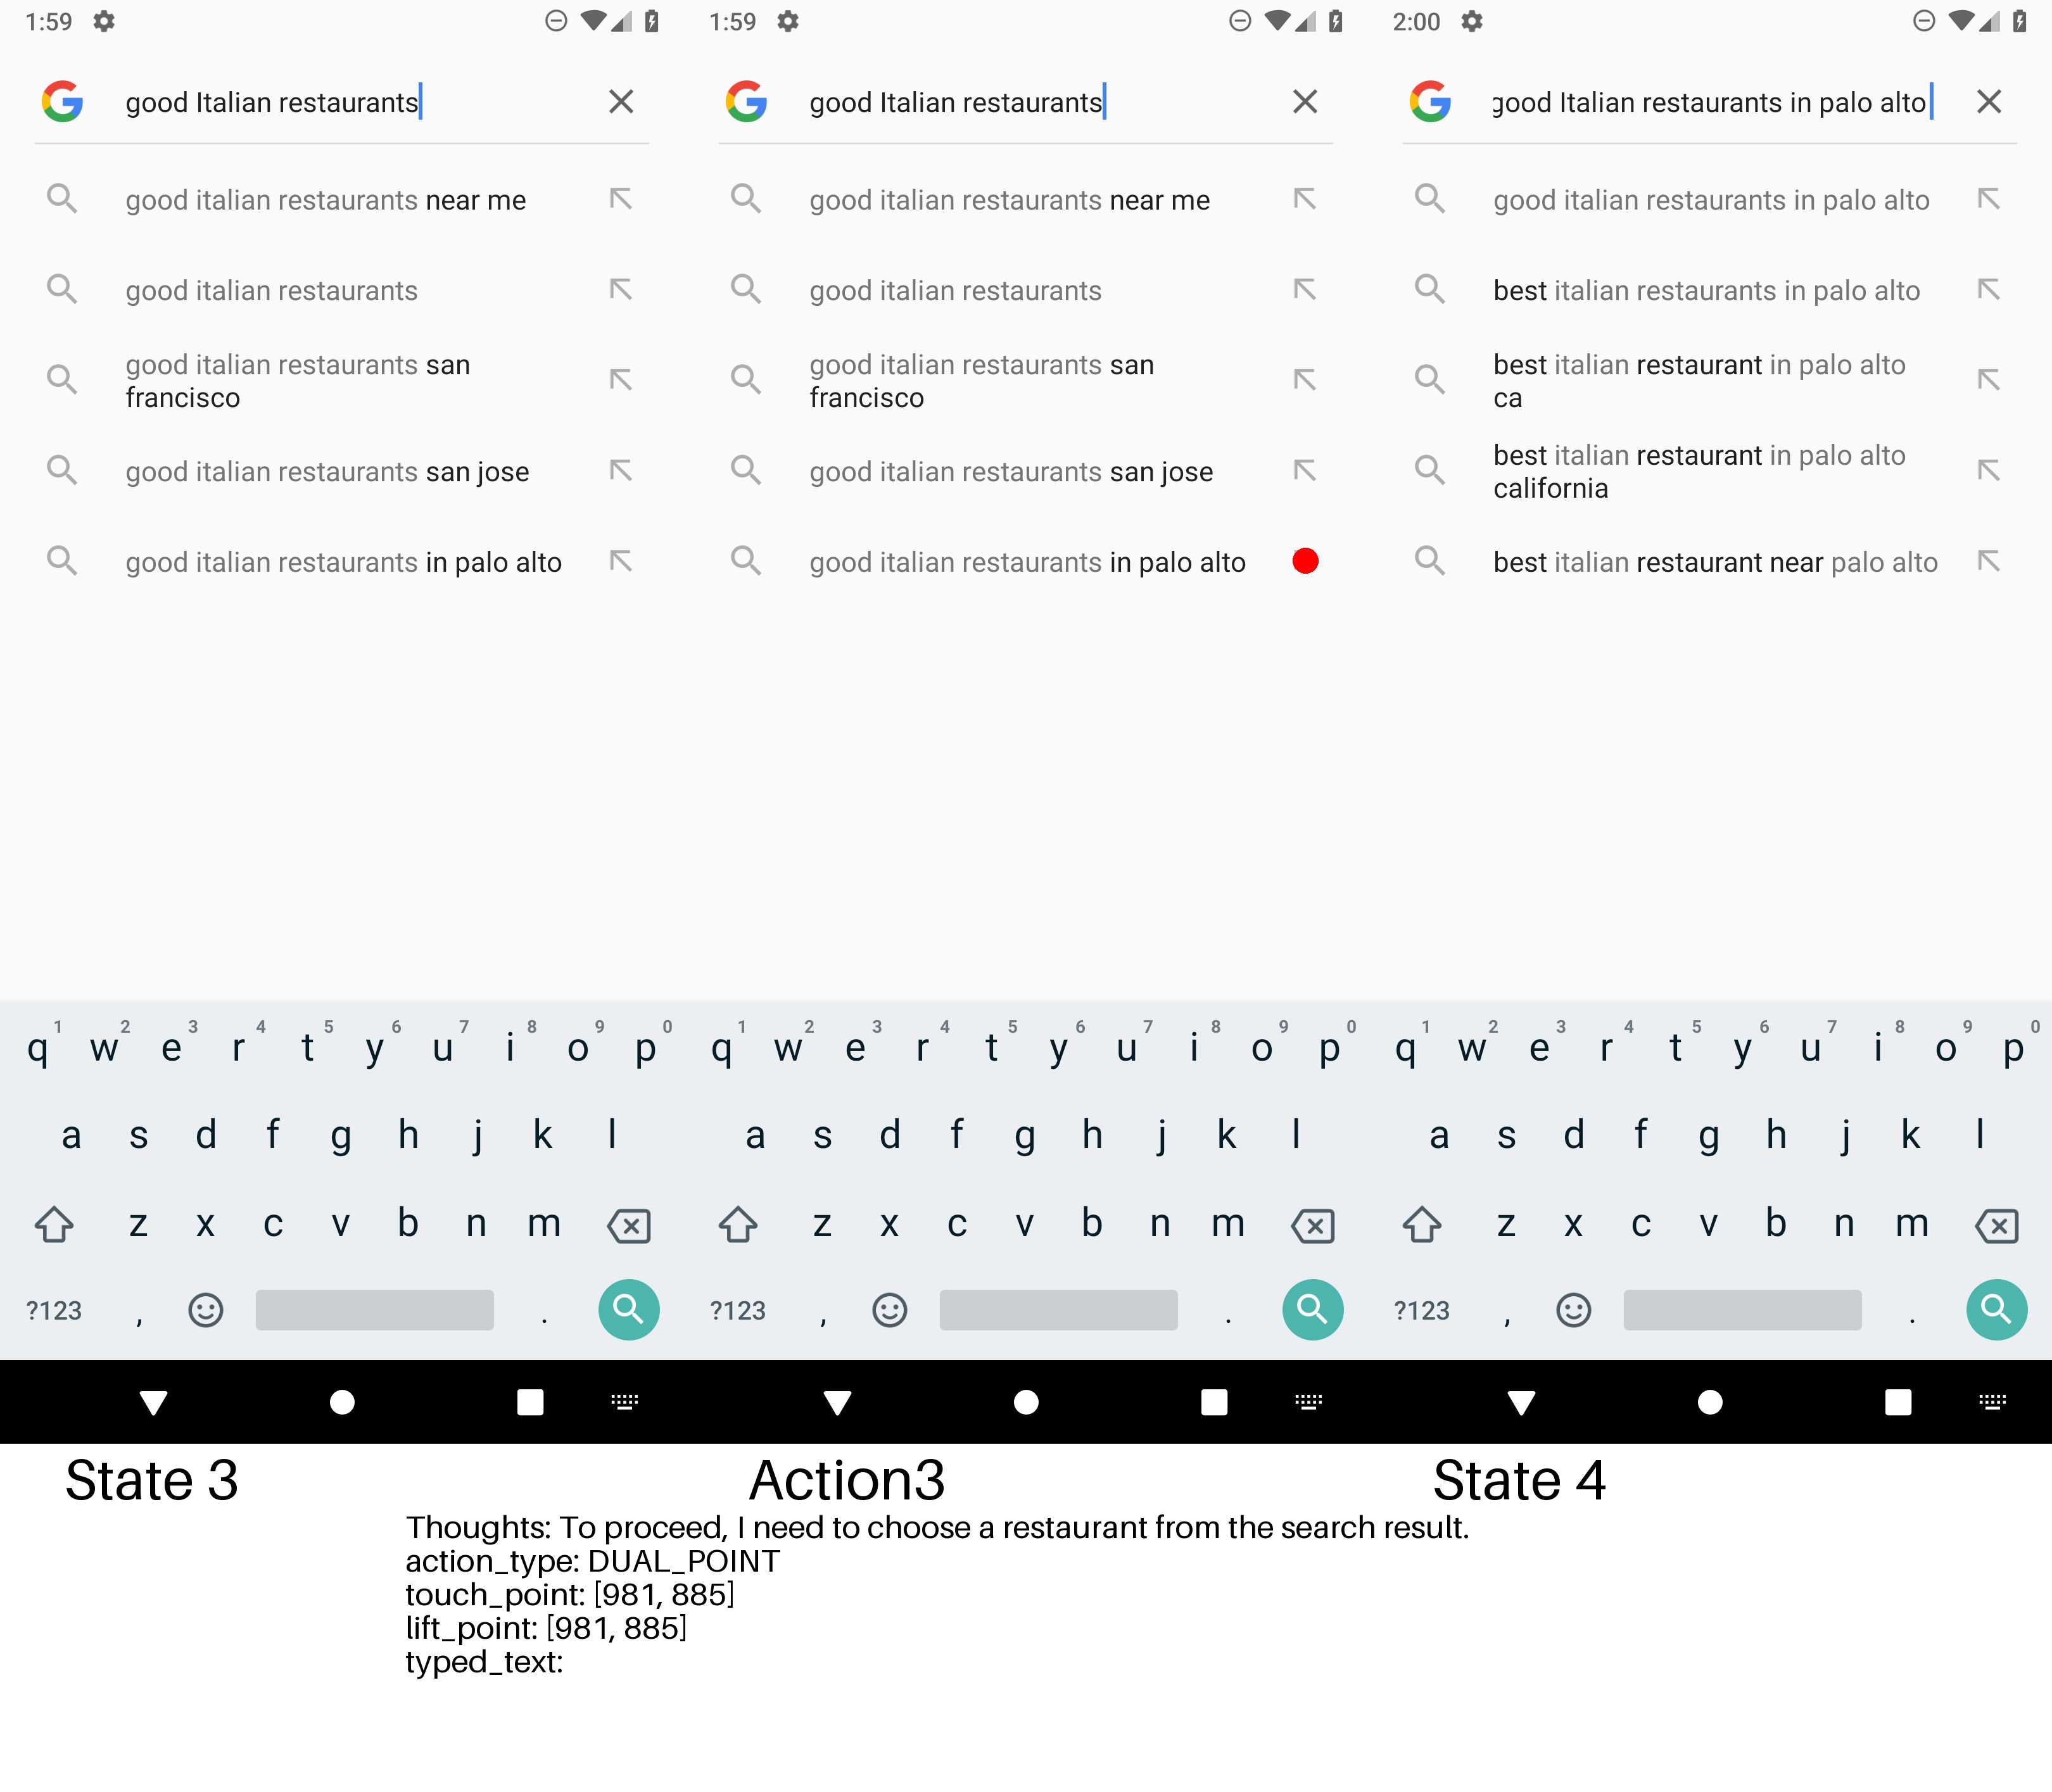 1:59
good Italian restaurants
good italian restaurants near me
good italian restaurants
good italian restaurants san
francisco
good italian restaurants san jose
good italian restaurants in palo alto
q1 w2 e3 r4 t5 y6 u7 i8 o9 p0
a s d f g h j k l
z x c v b n m
?123 , .
State 3
1:59
good Italian restaurants
good italian restaurants near me
good italian restaurants
good italian restaurants san
francisco
good italian restaurants san jose
good italian restaurants in palo alto
q1 w2 e3 r4 t5 y6 u7 i8 o9 p0
a s d f g h j k l
z x c v b n m
?123 , .
Action3
2:00
good Italian restaurants in palo alto
good italian restaurants in palo alto
best italian restaurants in palo alto
best italian restaurant in palo alto
ca
best italian restaurant in palo alto
california
best italian restaurant near palo alto
q1 w2 e3 r4 t5 y6 u7 i8 o9 p0
a s d f g h j k l
z x c v b n m
?123 , .
State 4
Thoughts: To proceed, I need to choose a restaurant from the search result.
action_type: DUAL_POINT
touch_point: [981, 885]
lift_point: [981, 885]
typed_text: